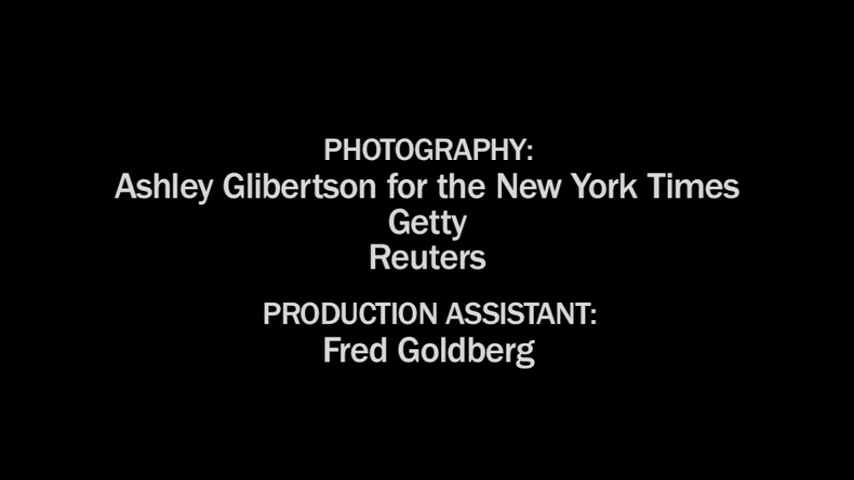 PHOTOGRAPHY:
Ashley Glibertson for the New York Times
Getty
Reuters
PRODUCTION ASSISTANT:
Fred Goldberg